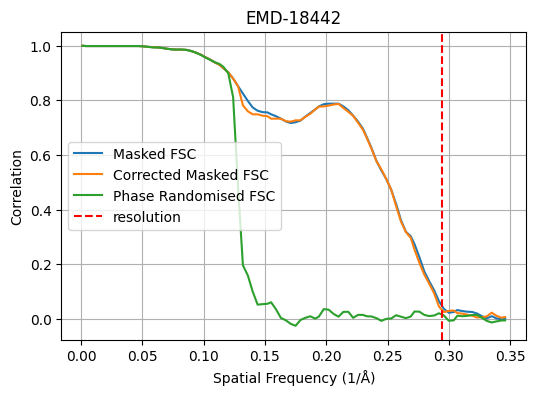 EMD-18442
1.0
0.8
0.6
0.4
0.2
0.0
Correlation
Masked FSC
Corrected Masked FSC
Phase Randomised FSC
resolution
0.00 0.05 0.10 0.15 0.20 0.25 0.30 0.35
Spatial Frequency (1/Å)